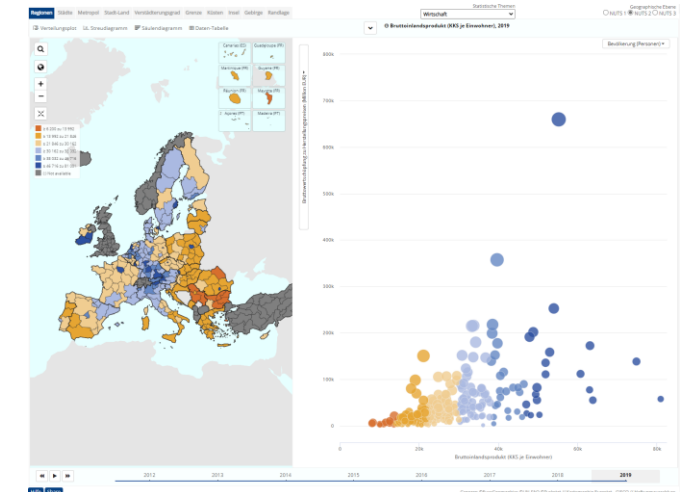 Statistische Themen
Geographische Ebene
Regionen Städte Metropol Stadt-Land Verstädterungsgrad Grenze Küsten Insel Gebirge Randlage
Wirtschaft
NUTS 1 NUTS 2 NUTS 3
Verteilungsplot Streudiagramm Säulendiagramm Daten-Tabelle
Bruttoinlandsprodukt (KKS je Einwohner), 2019
Bevölkerung (Personen)
Canarias (ES) Guadeloupe (FR)
Martinique (FR) Guyane (FR)
Réunion (FR) Mayotte (FR)
Açores (PT) Madeira (PT)
Bruttowertschöpfung zu Herstellungspreisen (Million EUR)
800k
700k
600k
500k
400k
300k
200k
100k
0
0 20k 40k 60k 80k
Bruttoinlandsprodukt (KKS je Einwohner)
2012 2013 2014 2015 2016 2017 2018 2019